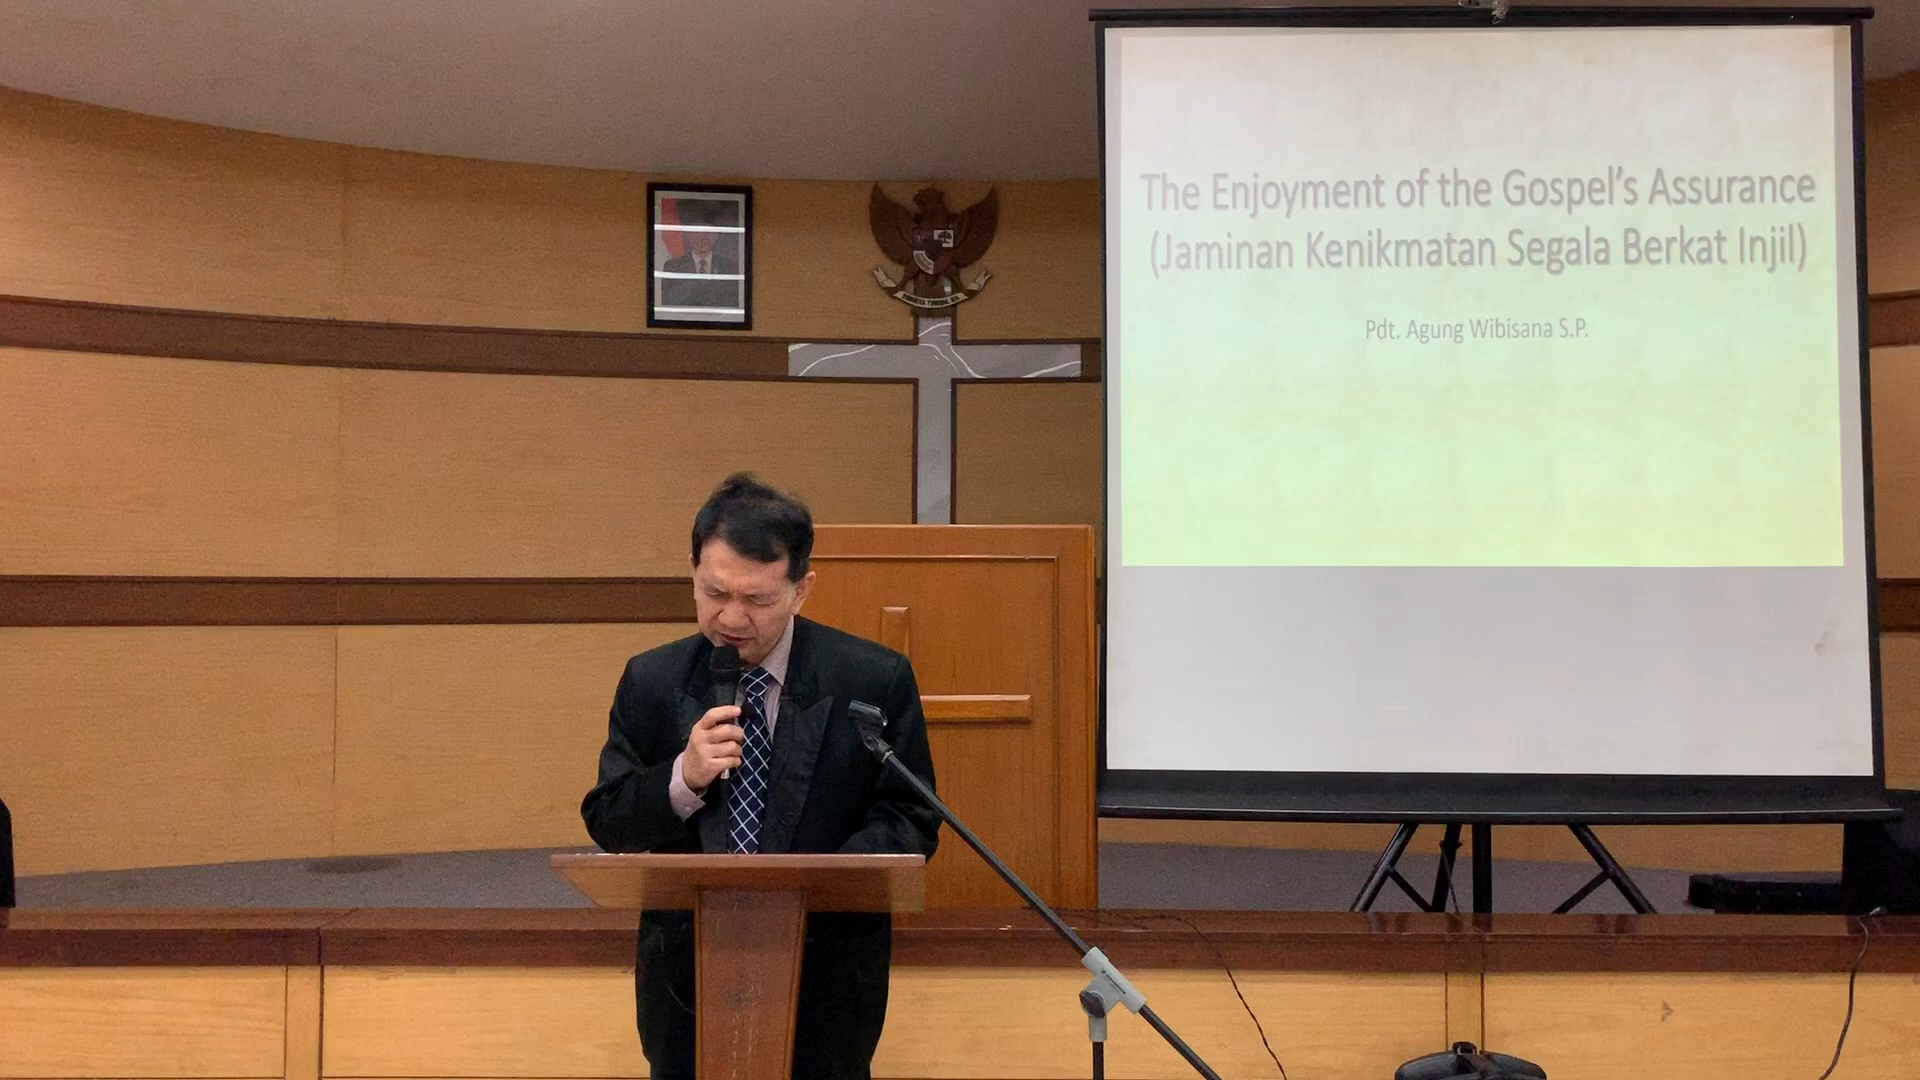 The Enjoyment of the Gospel's Assurance
(Jaminan Kenikmatan Segala Berkat Injil)
Pdt. Agung Wibisana S.P.